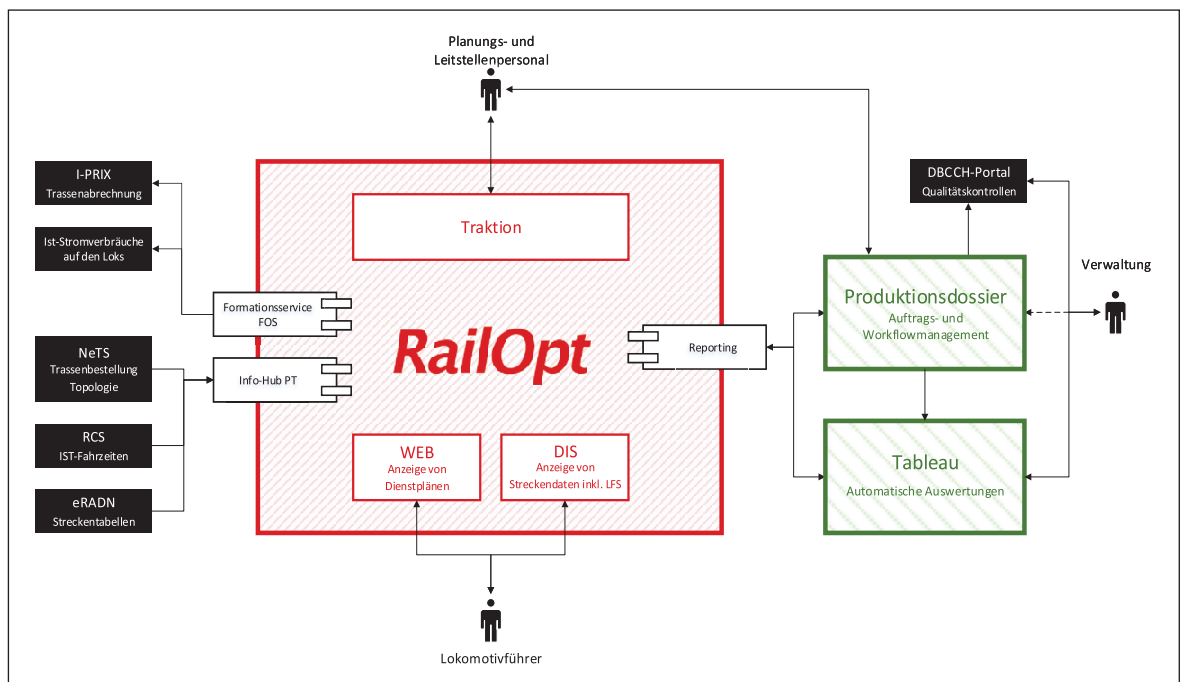 Planungs- und
Leitstellenpersonal
I-PRIX
Trassenabrechnung
Ist-Stromverbräuche
auf den Loks
NeTS
Trassenbestellung
Topologie
RCS
IST-Fahrzeiten
eRADN
Streckentabellen
Formationsservice
FOS
Info-Hub PT
Traktion
RailOpt
Reporting
WEB
Anzeige von
Dienstplänen
DIS
Anzeige von
Streckendaten inkl. LFS
Lokomotivführer
DBCCH-Portal
Qualitätskontrollen
Verwaltung
Produktionsdossier
Auftrags- und
Workflowmanagement
Tableau
Automatische Auswertungen